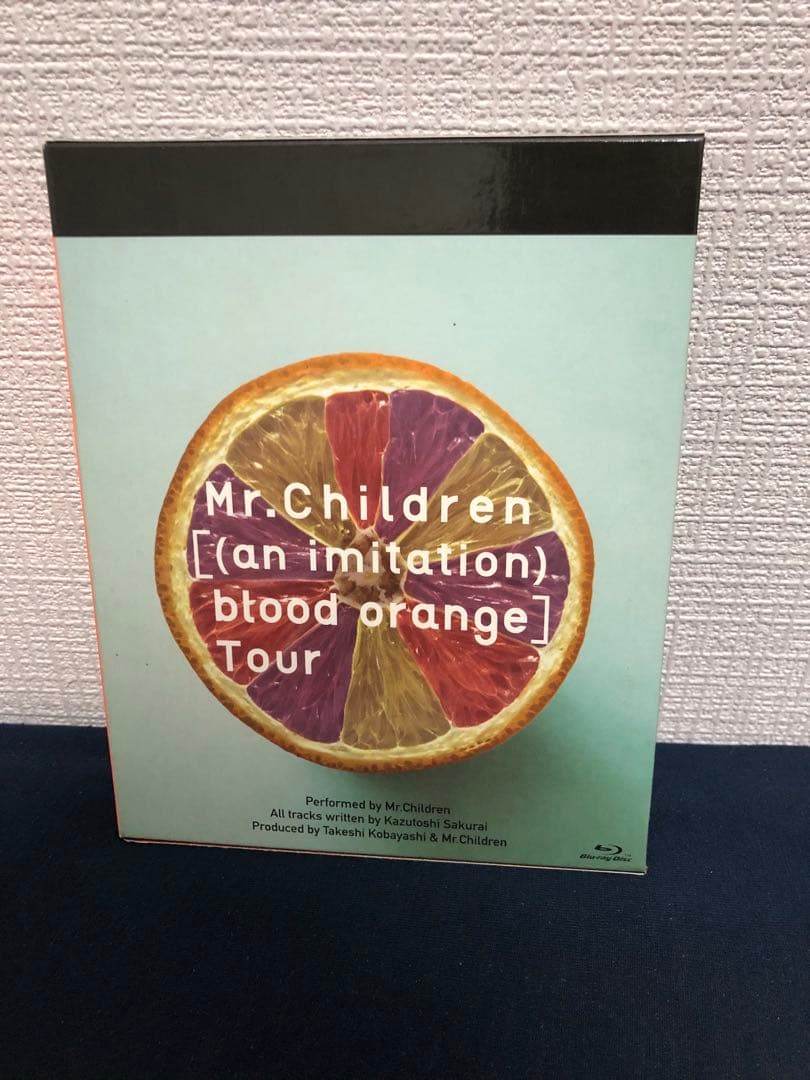 Mr.Children
[(an imitation)
blood orange]
Tour
Performed by Mr.Children
All tracks written by Kazutoshi Sakurai
Produced by Takeshi Kobayashi & Mr.Children
Blu-ray Disc